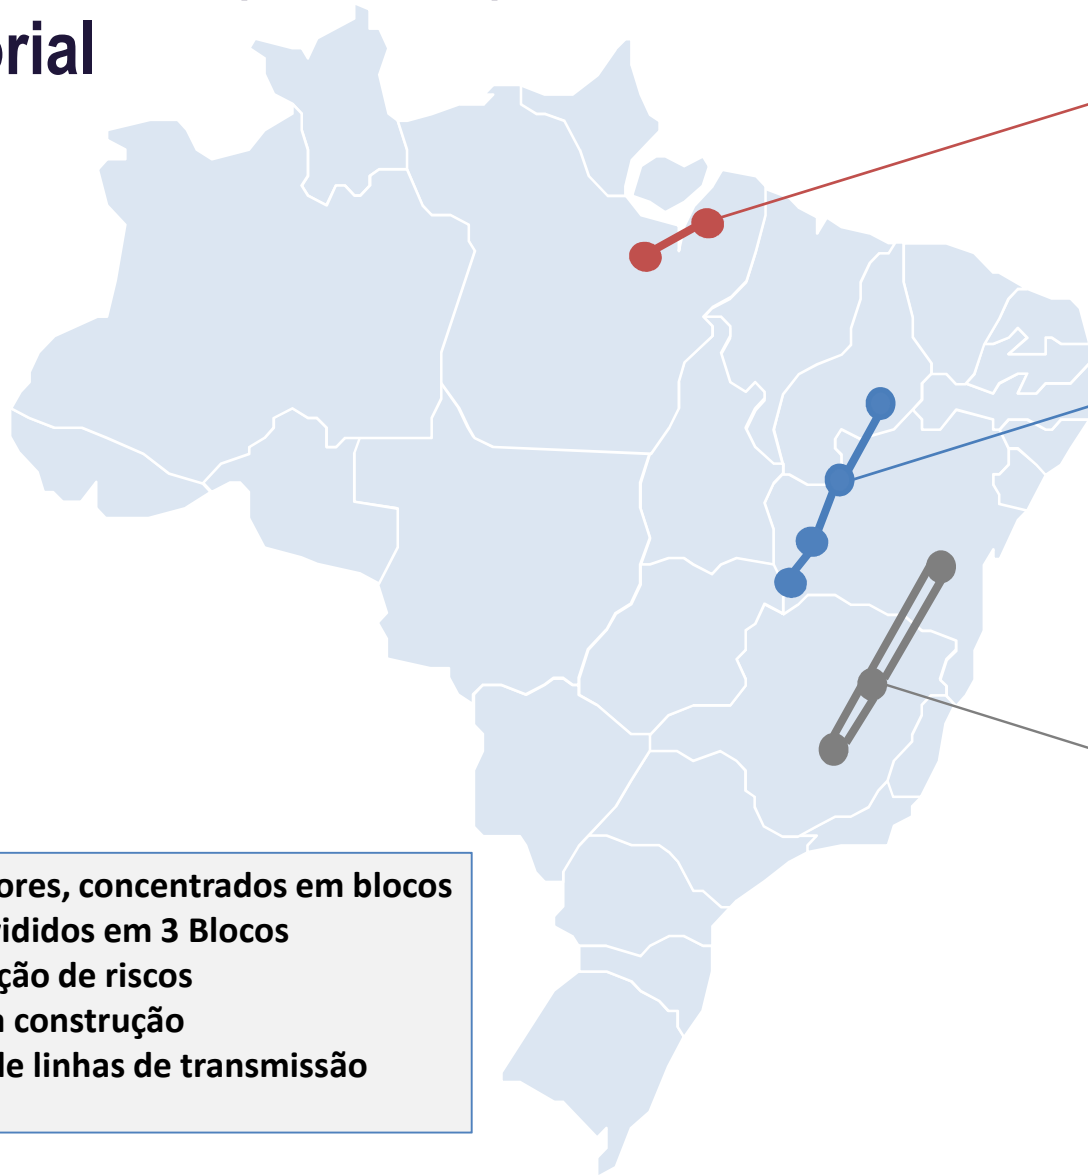 orial
ores, concentrados em blocos
ididos em 3 Blocos
ção de riscos
construção
de linhas de transmissão